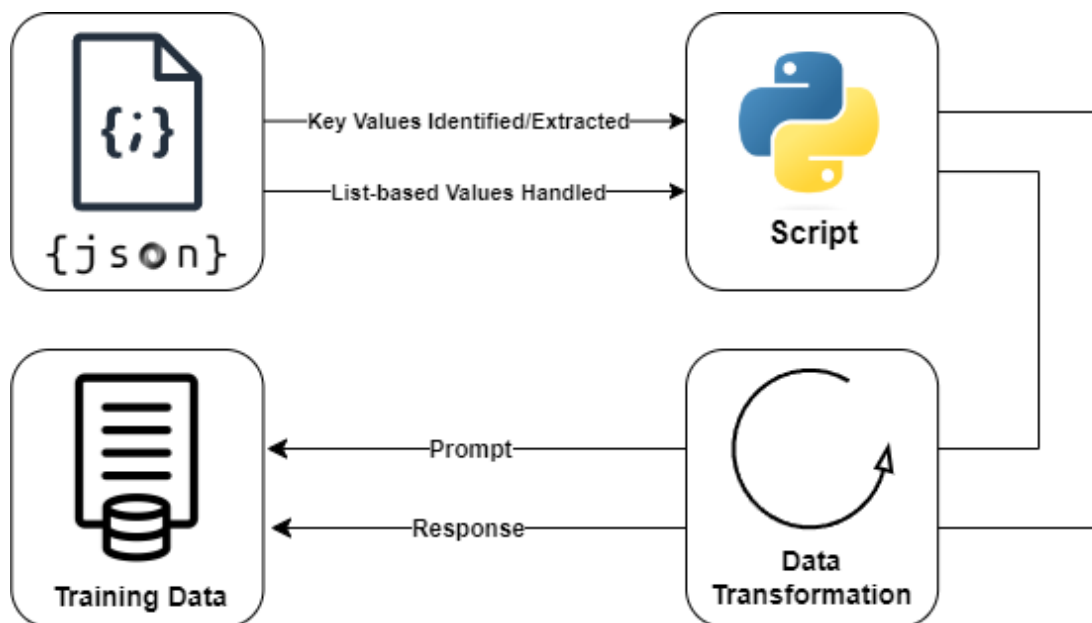 Key Values Identified/Extracted
List-based Values Handled
{;}
{json}
Script
Prompt
Response
Training Data
Data
Transformation